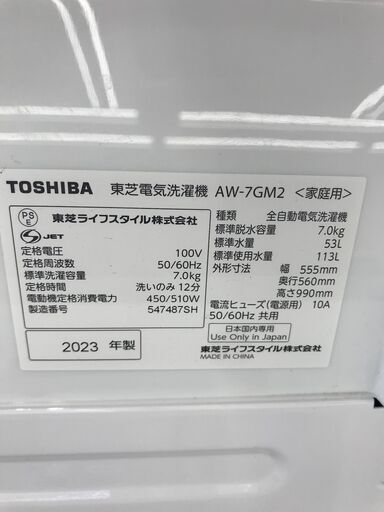 TOSHIBA 東芝電気洗濯機 AW-7GM2 <家庭用>
PS
E
東芝ライフスタイル株式会社
S JET
定格電圧 100V
定格周波数 50/60Hz
標準洗濯容量 7.0kg
定格時間 洗いのみ 12分
電動機定格消費電力 450/510W
製造番号 547487SH
2023 年製
種類 全自動電気洗濯機
標準脱水容量 7.0kg
標準水量 53L
標準使用水量 113L
外形寸法 幅 555mm
奥行560mm
高さ990mm
電流ヒューズ(電源用) 10A
50/60Hz 共用
日本国内専用
Use Only in Japan
東芝ライフスタイル株式会社
MADE IN CHINA